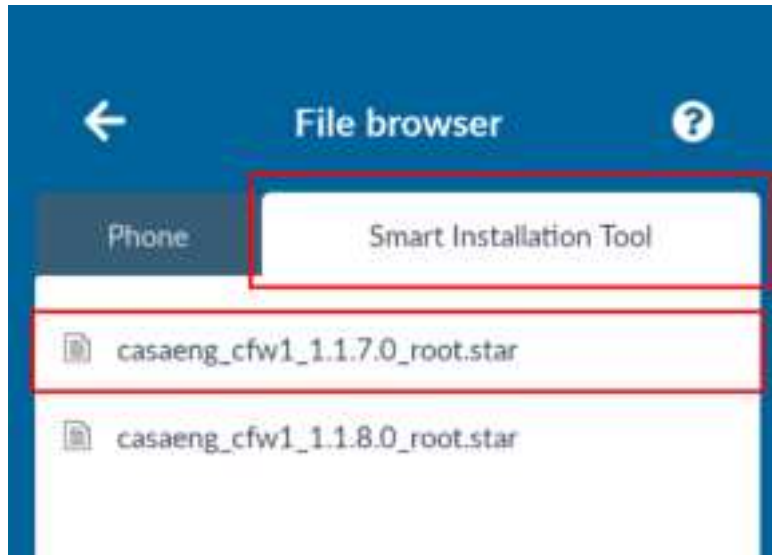 File browser
Phone Smart Installation Tool
casaeng_cfw1_1.1.7.0_root.star
casaeng_cfw1_1.1.8.0_root.star